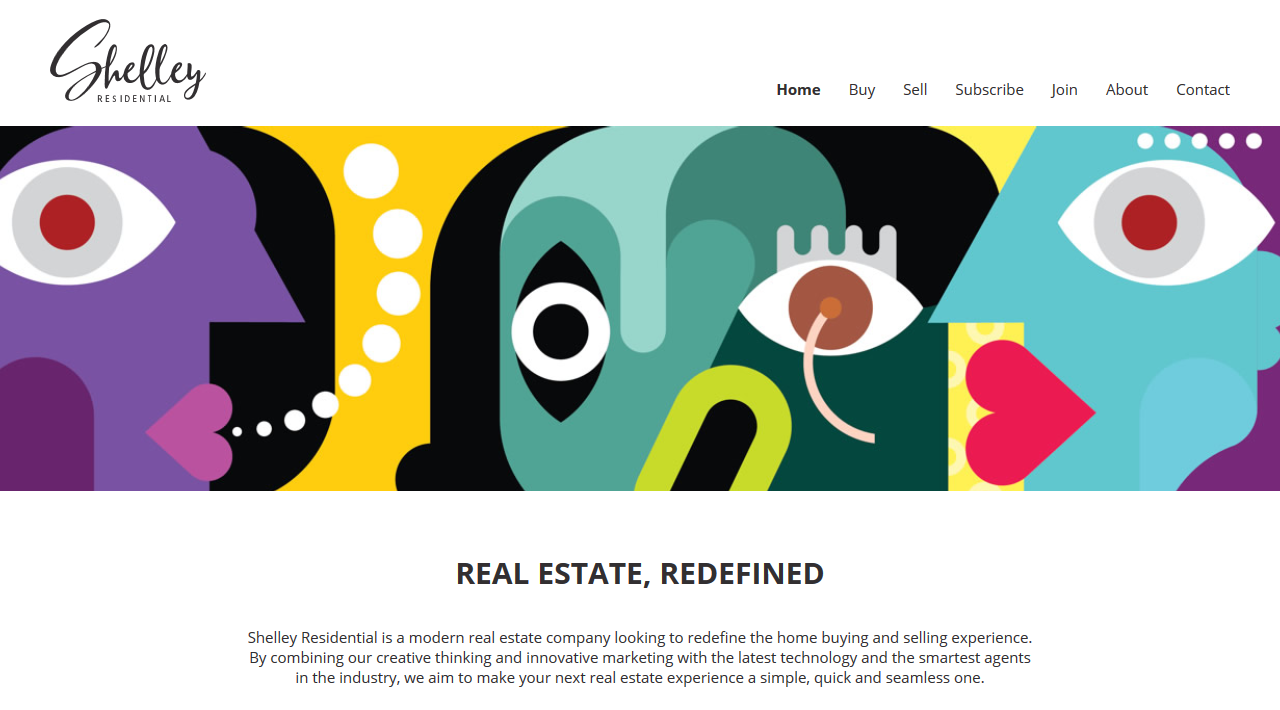 Shelley
RESIDENTIAL
Home Buy Sell Subscribe Join About Contact
REAL ESTATE, REDEFINED
Shelley Residential is a modern real estate company looking to redefine the home buying and selling experience.
By combining our creative thinking and innovative marketing with the latest technology and the smartest agents
in the industry, we aim to make your next real estate experience a simple, quick and seamless one.